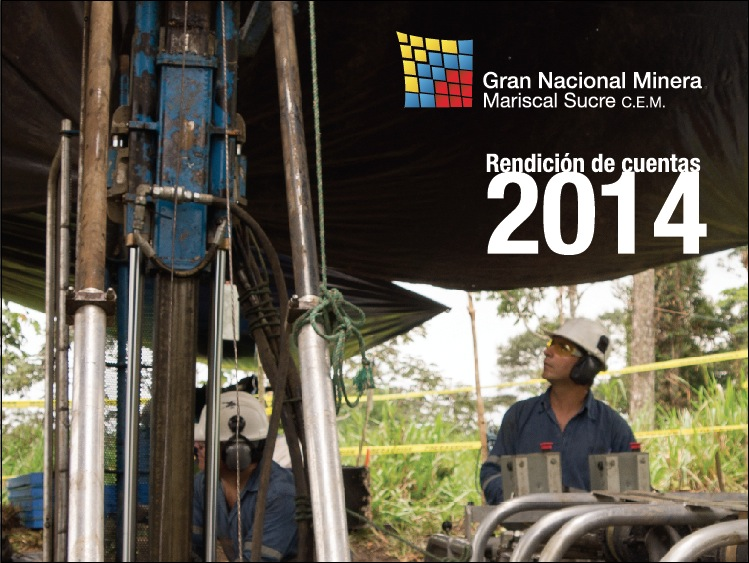 Gran Nacional Minera
Mariscal Sucre C.E.M.
Rendición de cuentas
2014